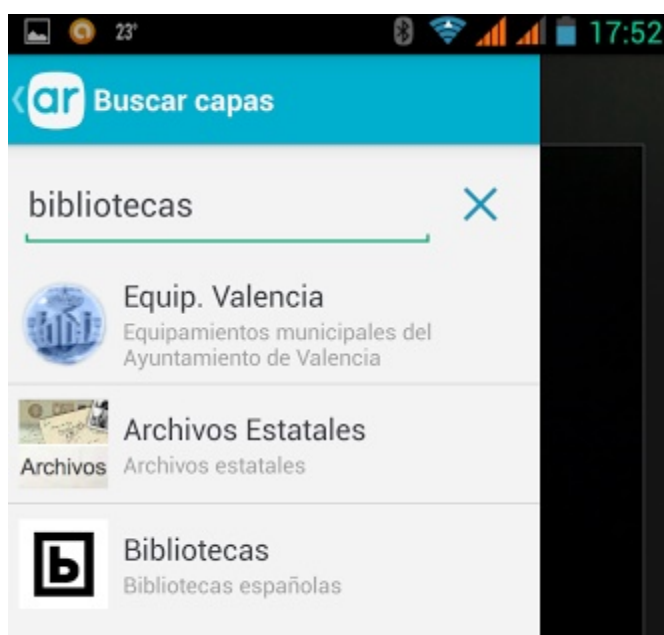 23°
17:52
ar Buscar capas
bibliotecas
Equip. Valencia
Equipamientos municipales del
Ayuntamiento de Valencia
Archivos Estatales
Archivos
Archivos estatales
Bibliotecas
b
Bibliotecas españolas